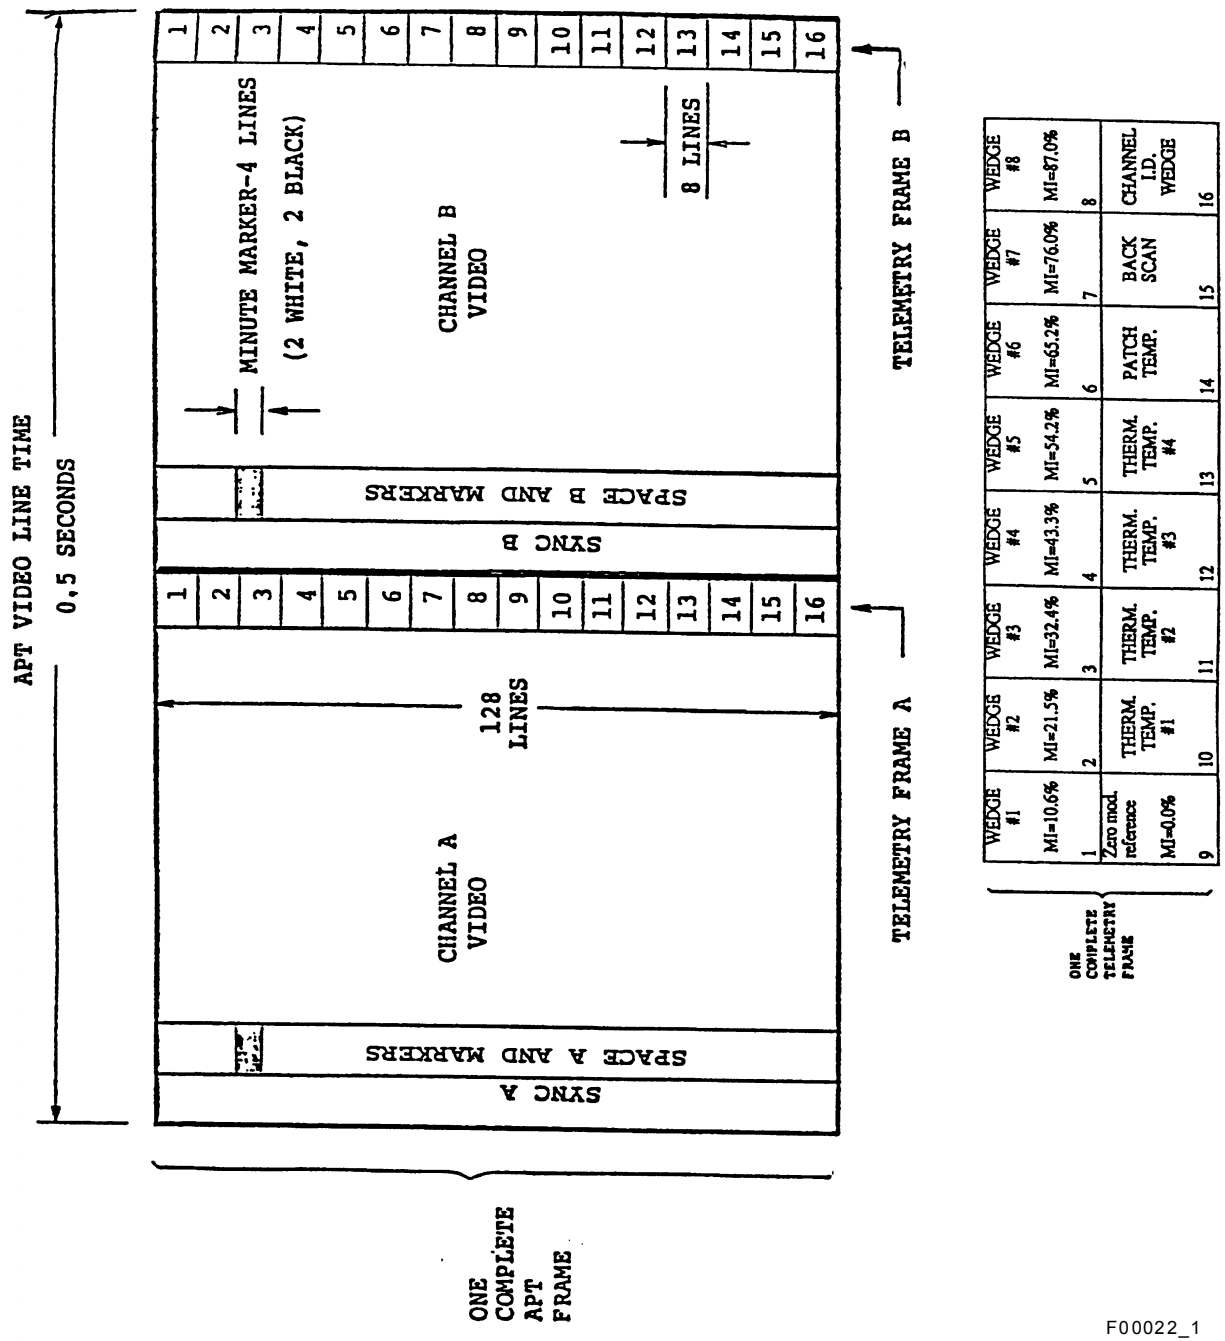 APT VIDEO LINE TIME
0.5 SECONDS
ONE
COMPLETE
APT
FRAME
SYNC A
SPACE A AND MARKERS
CHANNEL A
VIDEO
128
LINES
1
2
3
4
5
6
7
8
9
10
11
12
13
14
15
16
TELEMETRY FRAME A
SYNC B
SPACE B AND MARKERS
MINUTE MARKER-4 LINES
(2 WHITE, 2 BLACK)
CHANNEL B
VIDEO
8 LINES
1
2
3
4
5
6
7
8
9
10
11
12
13
14
15
16
TELEMETRY FRAME B
ONE
COMPLETE
TELEMETRY
FRAME
WEDGE
#1
MI=10.6%
1
WEDGE
#2
MI=21.5%
2
WEDGE
#3
MI=32.4%
3
WEDGE
#4
MI=43.3%
4
WEDGE
#5
MI=54.2%
5
WEDGE
#6
MI=65.2%
6
WEDGE
#7
MI=76.0%
7
WEDGE
#8
MI=87.0%
8
Zero mod.
reference
MI=0.0%
9
THERM.
TEMP.
#1
10
THERM.
TEMP.
#2
11
THERM.
TEMP.
#3
12
THERM.
TEMP.
#4
13
PATCH
TEMP.
14
BACK
SCAN
15
CHANNEL
I.D.
WEDGE
16
F00022_1